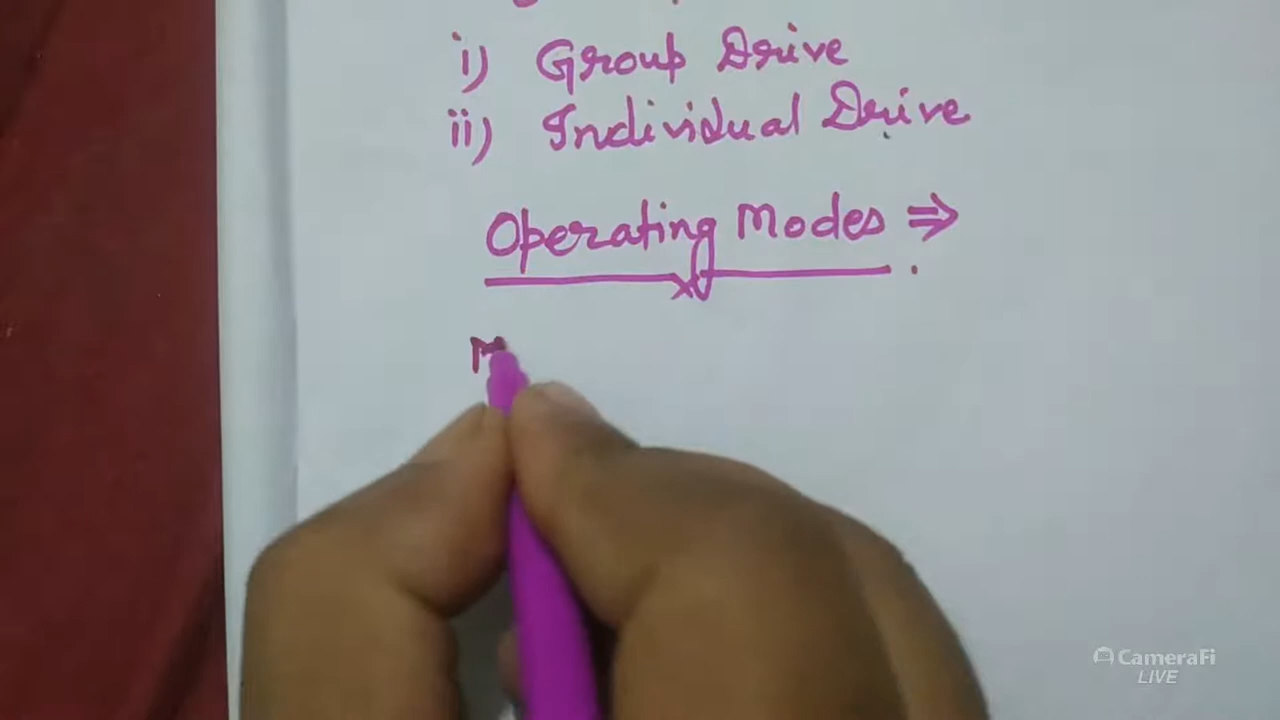 i) Group Drive
ii) Individual Drive
Operating Modes ⇒
CameraFi
LIVE